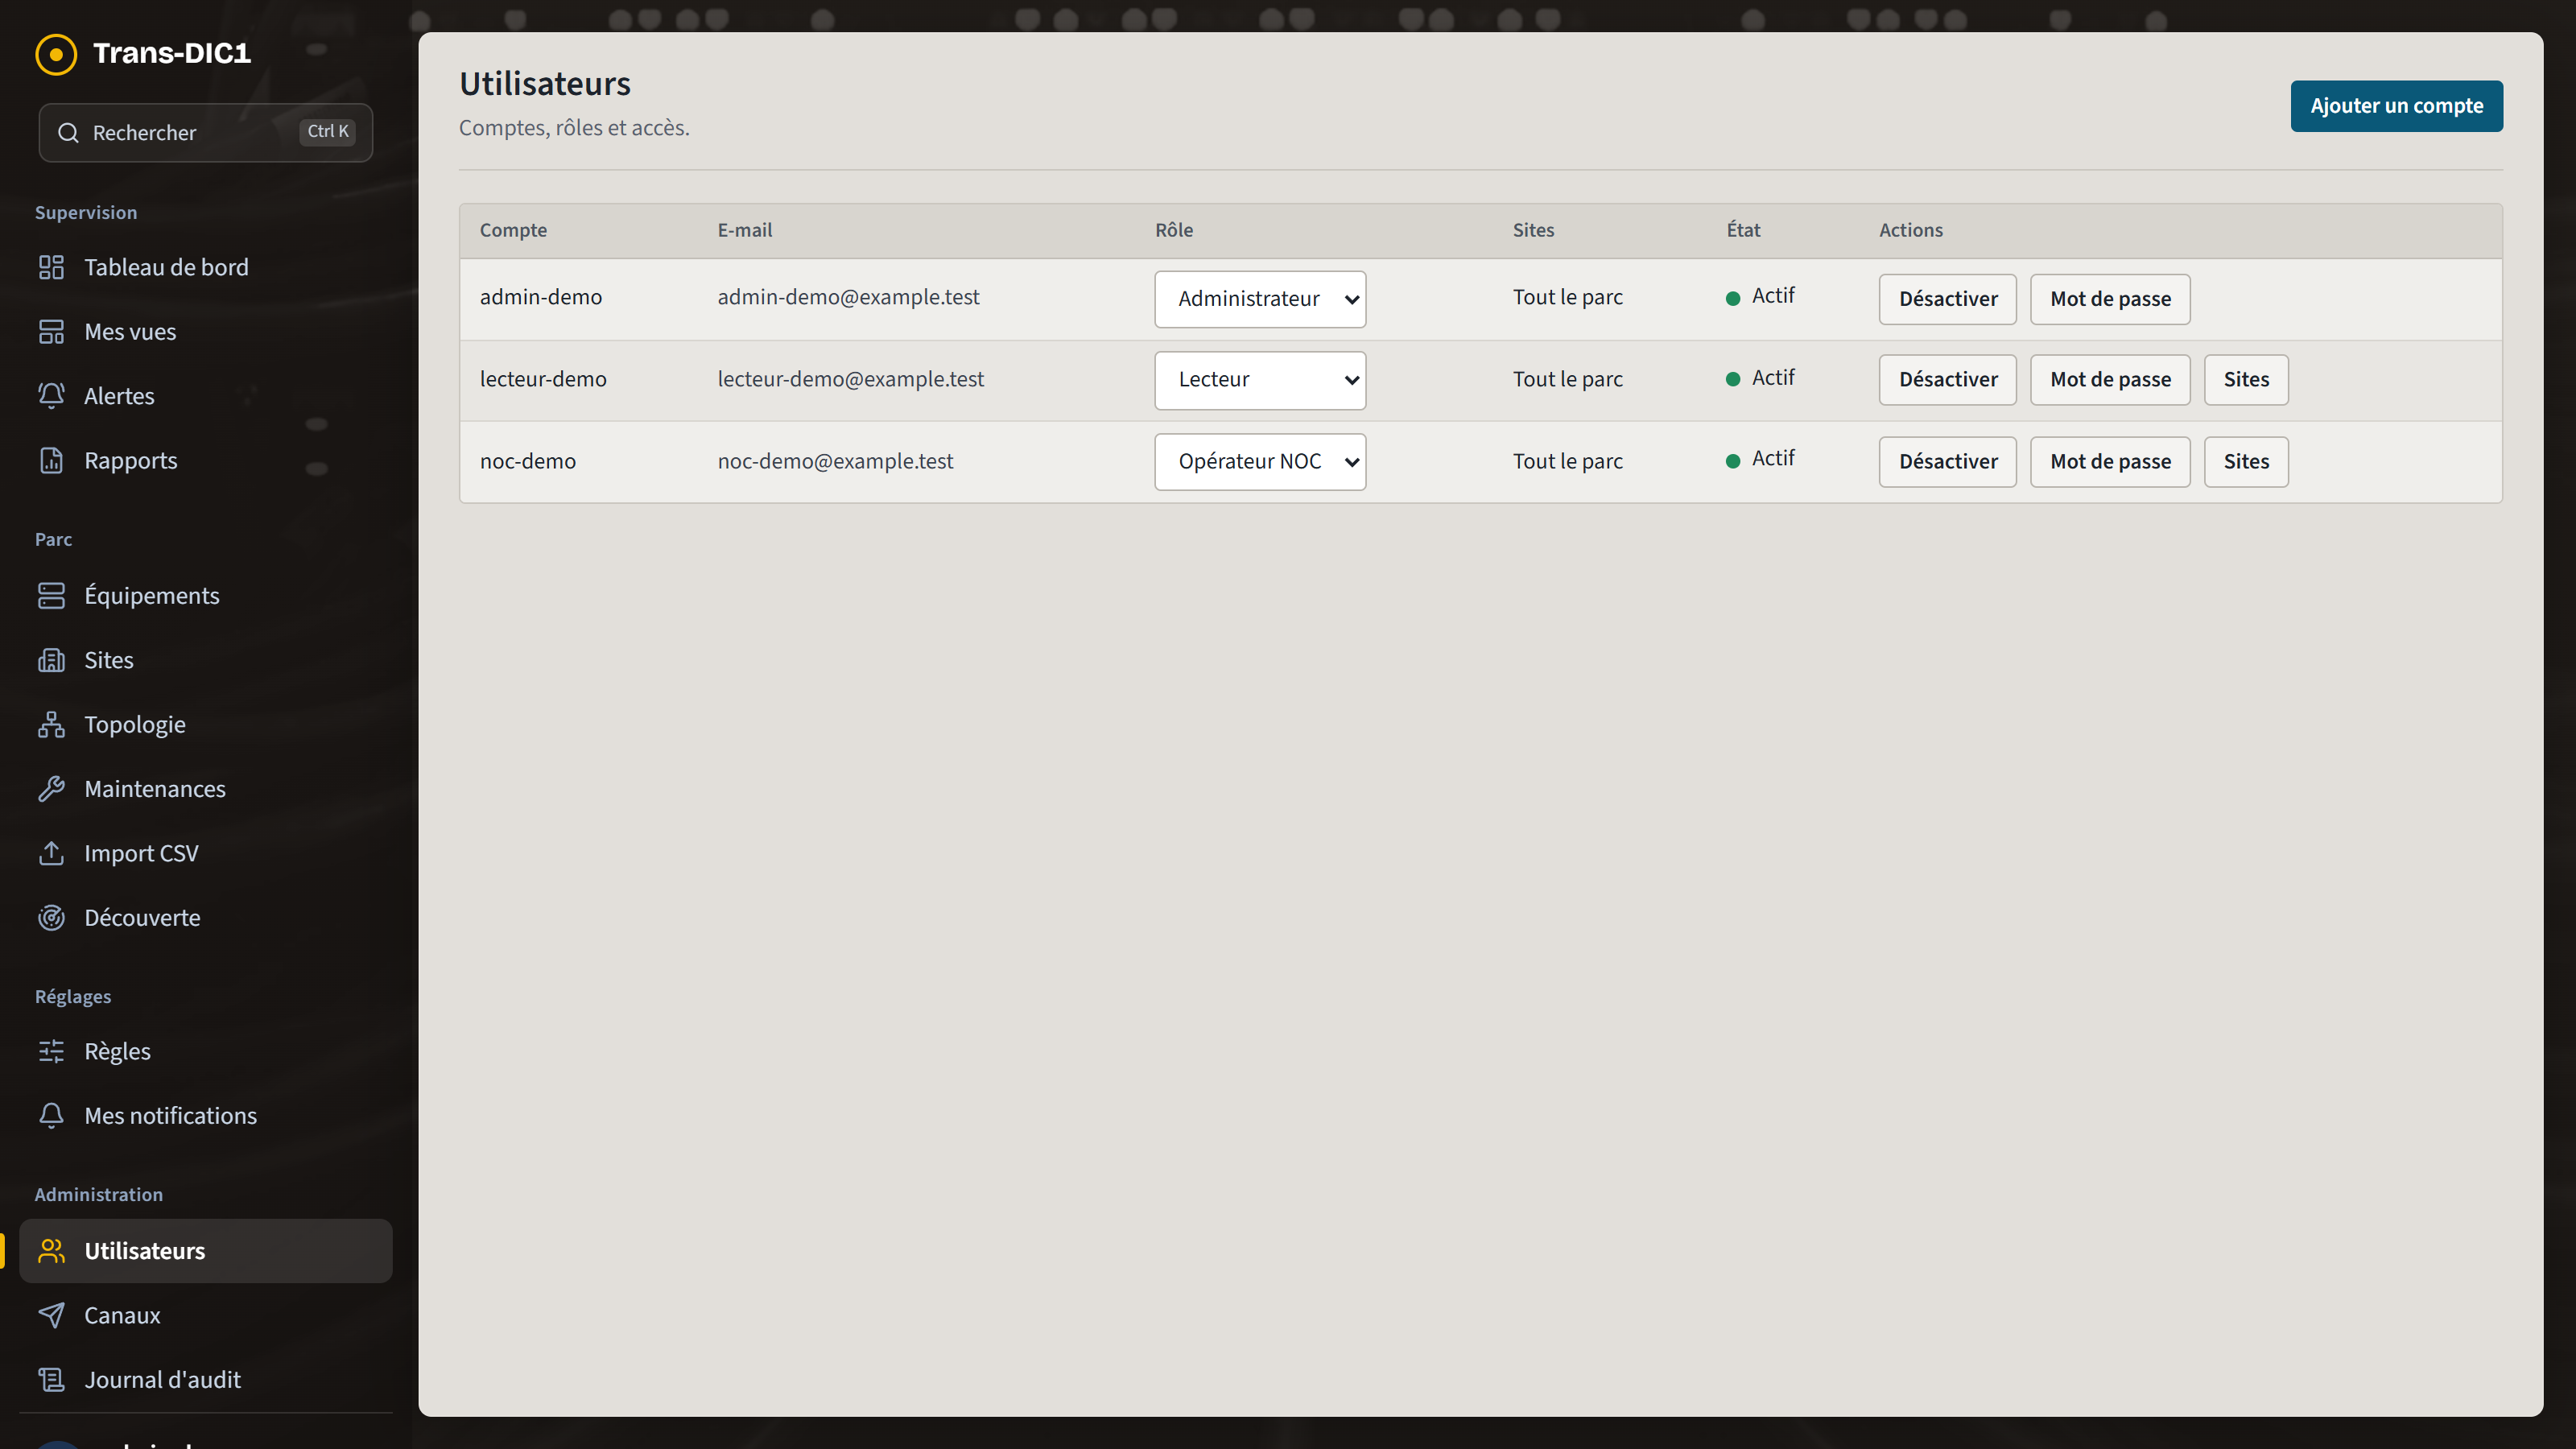 Trans-DIC1
Rechercher Ctrl K
Supervision
Tableau de bord
Mes vues
Alertes
Rapports
Parc
Équipements
Sites
Topologie
Maintenances
Import CSV
Découverte
Réglages
Règles
Mes notifications
Administration
Utilisateurs
Canaux
Journal d'audit
Utilisateurs
Comptes, rôles et accès.
Ajouter un compte
Compte E-mail Rôle Sites État Actions
admin-demo admin-demo@example.test Administrateur Tout le parc Actif Désactiver Mot de passe
lecteur-demo lecteur-demo@example.test Lecteur Tout le parc Actif Désactiver Mot de passe Sites
noc-demo noc-demo@example.test Opérateur NOC Tout le parc Actif Désactiver Mot de passe Sites